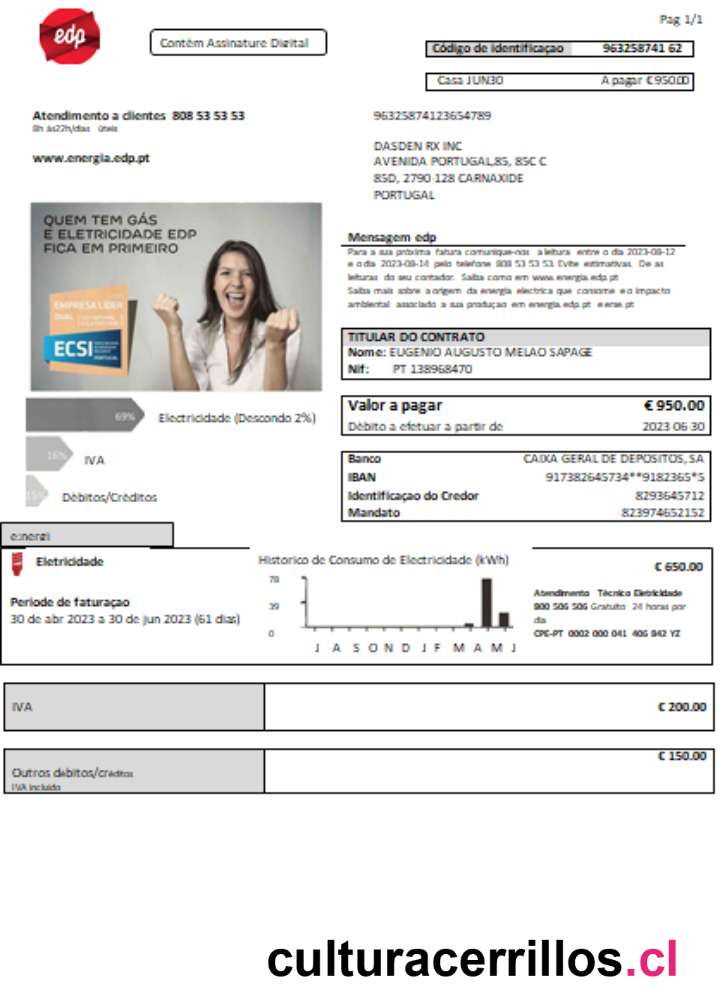 edp
Contém Assinature Digital
Pag 1/1
Código de identificaçao 963258741 62
Casa JUN30 A pagar € 950.00
Atendimento a clientes 808 53 53 53
8h às22h/dias úteis
www.energia.edp.pt
96325874123654789
DASDEN RX INC
AVENIDA PORTUGAL,85, 85C C
85D, 2790 128 CARNAXIDE
PORTUGAL
QUEM TEM GÁS
E ELETRICIDADE EDP
FICA EM PRIMEIRO
EMPRESA LÍDER
ECSI
Mensagem edp
Para a sua próxima fatura comunique-nos a leitura entre o dia 2023-08-12
e o dia 2023-08-14 pelo telefone 808 53 53 53. Evite estimativas. De as
leituras do seu contador. Saiba como em www.energia.edp.pt
Saiba mais sobre a origem da energia electrica que consome e o impacto
ambiental associado a sua produçao em energia.edp.pt e erse.pt
TITULAR DO CONTRATO
Nome: EUGENIO AUGUSTO MELAO SAPAGE
Nif: PT 138968470
69% Electricidade (Descondo 2%)
16% IVA
15% Débitos/Créditos
Valor a pagar € 950.00
Débito a efetuar a partir de 2023 06 30
Banco CAIXA GERAL DE DEPOSITOS, SA
IBAN 917382645734**9182365*5
Identificaçao do Credor 8293645712
Mandato 823974652152
e:nergi
Eletricidade
Periode de faturaçao
30 de abr 2023 a 30 de jun 2023 (61 dias)
Historico de Consumo de Electricidade (kWh)
78
39
0
J A S O N D J F M A M J
€ 650.00
Atendimento Técnico Eletricidade
800 506 506 Gratuito 24 horas por
dia
CPE-PT 0002 000 041 406 842 YZ
IVA € 200.00
€ 150.00
Outros débitos/créditos
IVA incluido
culturacerrillos.cl